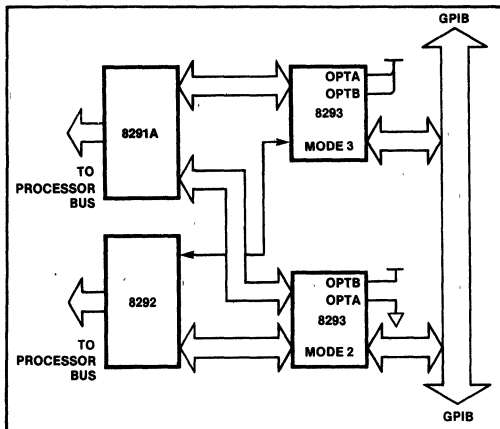 GPIB
OPTA
OPTB
8293
MODE 3
8291A
TO
PROCESSOR
BUS
8292
OPTB
OPTA
8293
MODE 2
TO
PROCESSOR
BUS
GPIB